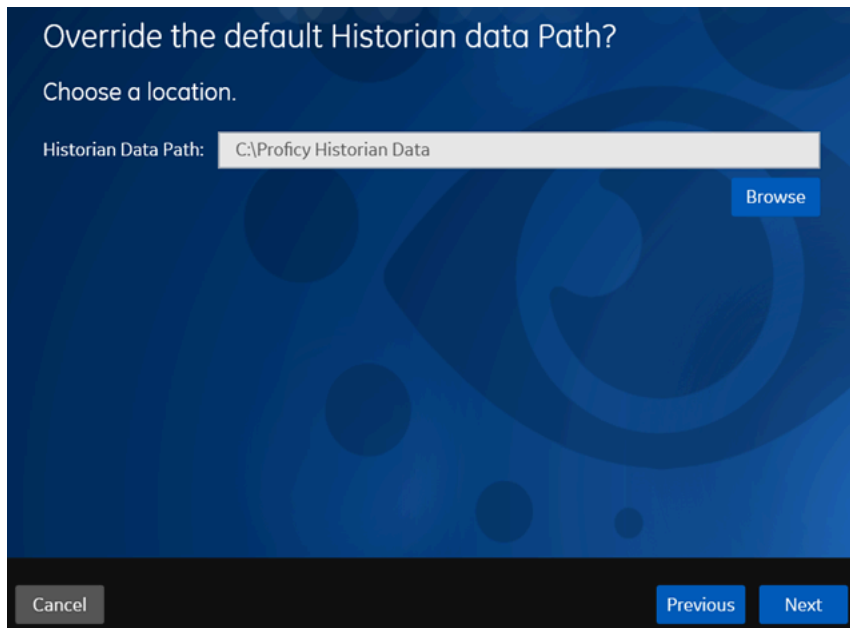 Override the default Historian data Path?
Choose a location.
Historian Data Path: C:\Proficy Historian Data
Browse
Cancel Previous Next